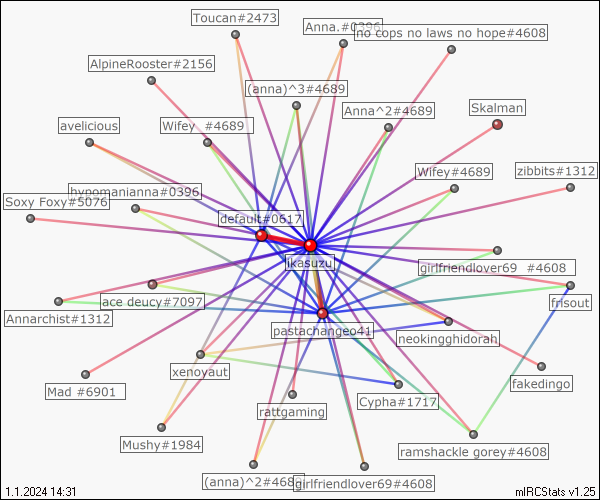 Toucan#2473
Anna.#0396
no cops no laws no hope#4608
AlpineRooster#2156
(anna)^3#4689
Anna^2#4689
Skalman
avelicious
Wifey_#4689
Wifey#4689
zibbits#1312
hypomanianna#0396
Soxy Foxy#5076
default#0617
ikasuzu
girlfriendlover69_#4608
ace deucy#7097
frisout
Annarchist#1312
pastachangeo41
neokingghidorah
xenoyaut
fakedingo
Mad #6901
rattgaming
Cypha#1717
Mushy#1984
ramshackle gorey#4608
(anna)^2#4689
girlfriendlover69#4608
1.1.2024 14:31
mIRCStats v1.25